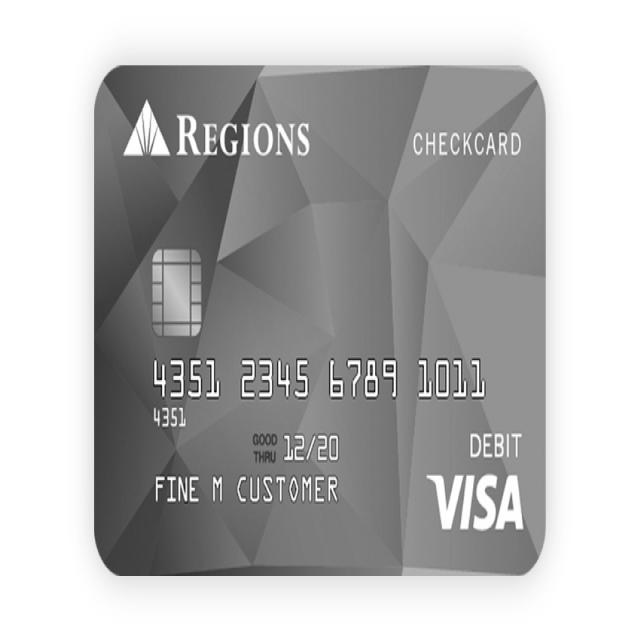 REGIONS
CHECKCARD
4351 2345 6789 1011
4351
GOOD THRU 12/20
DEBIT
FINE M CUSTOMER
VISA